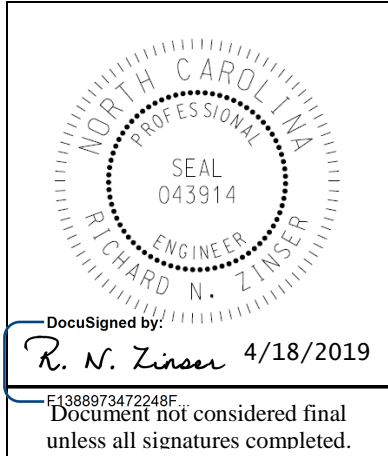 NORTH CAROLINA
PROFESSIONAL
SEAL
043914
ENGINEER
RICHARD N. ZINSER
DocuSigned by:
R. N. Zinser 4/18/2019
F1388973472248F...
Document not considered final
unless all signatures completed.